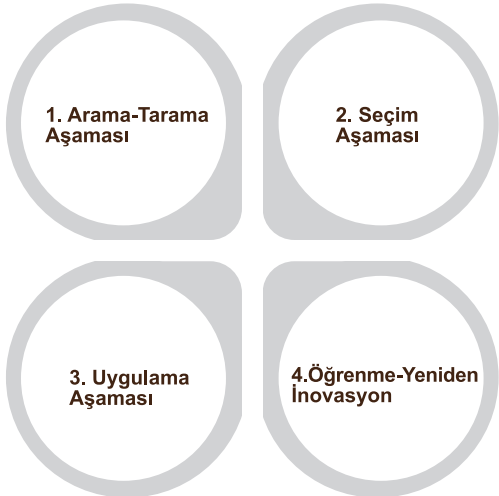 1. Arama-Tarama
Aşaması
2. Seçim
Aşaması
3. Uygulama
Aşaması
4.Öğrenme-Yeniden
İnovasyon